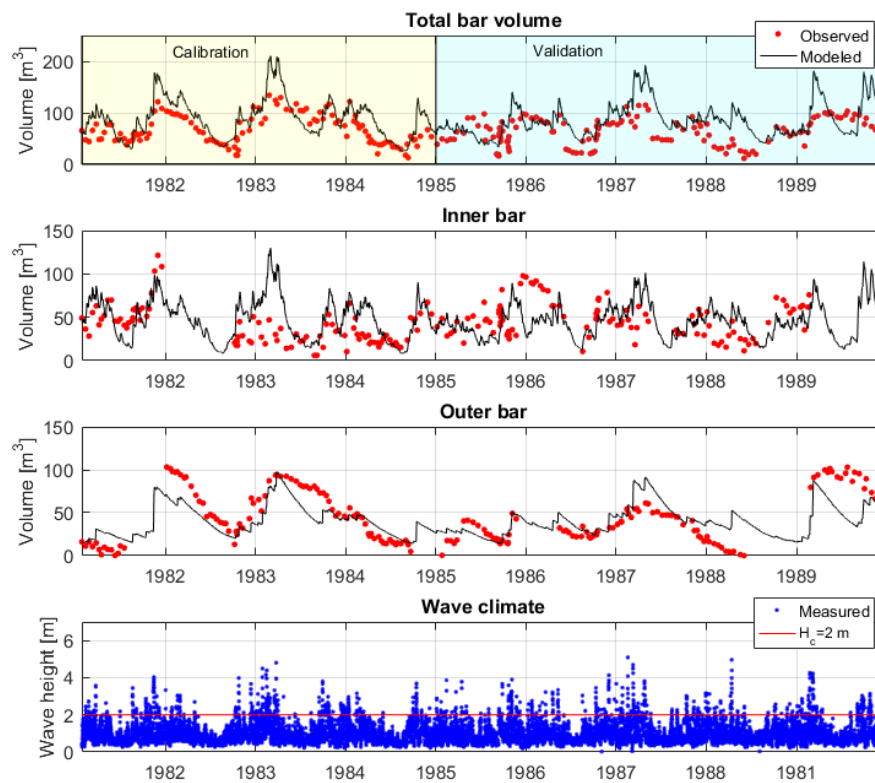 Total bar volume
Calibration
Validation
Observed
Modeled
Volume [m³]
200
100
0
1982 1983 1984 1985 1986 1987 1988 1989
Inner bar
Volume [m³]
150
100
50
0
1982 1983 1984 1985 1986 1987 1988 1989
Outer bar
Volume [m³]
150
100
50
0
1982 1983 1984 1985 1986 1987 1988 1989
Wave climate
Measured
H_c=2 m
Wave height [m]
6
4
2
0
1982 1983 1984 1985 1986 1987 1988 1981